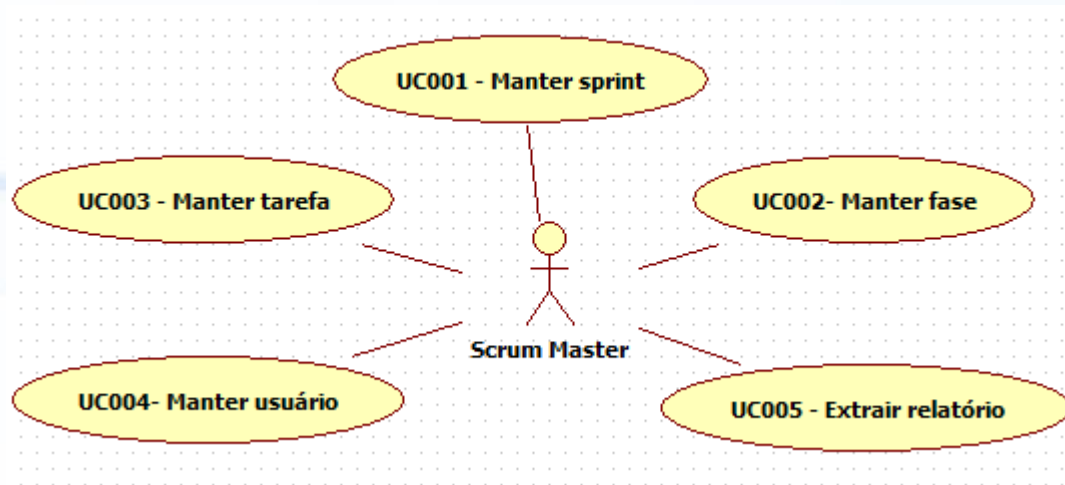 UC001 - Manter sprint
UC003 - Manter tarefa
UC002- Manter fase
Scrum Master
UC004- Manter usuário
UC005 - Extrair relatório